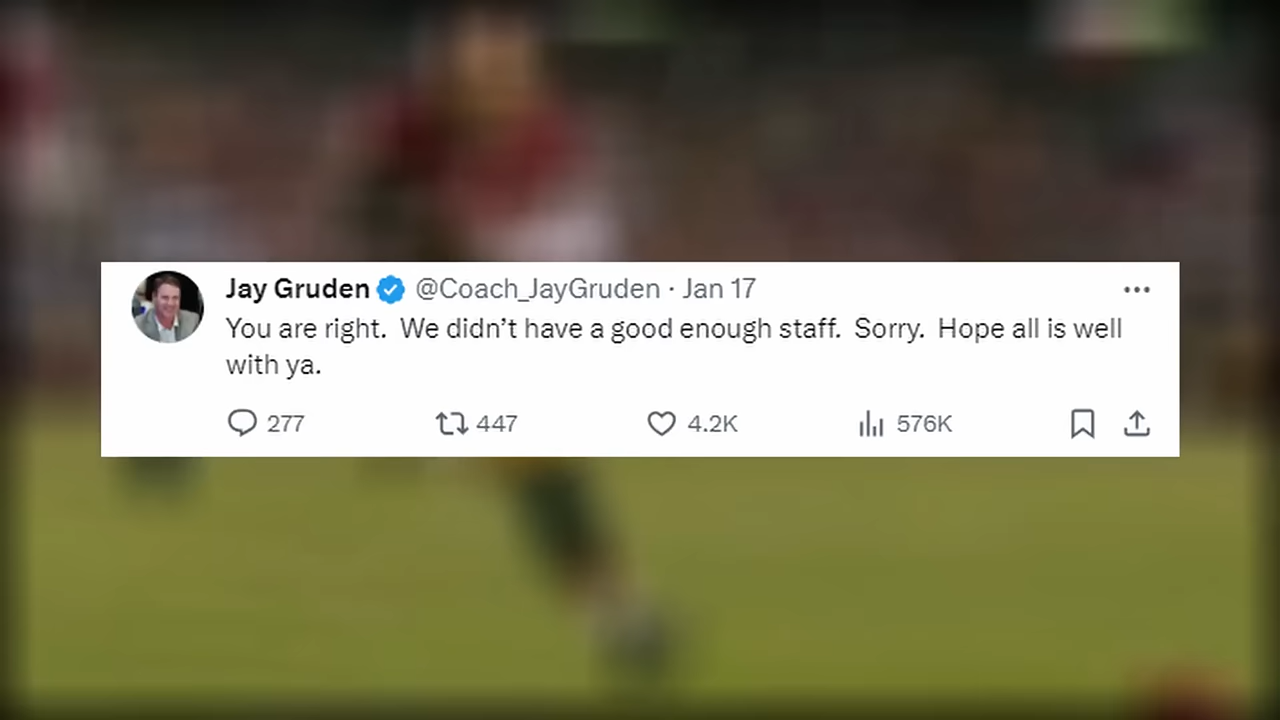 Jay Gruden @Coach_JayGruden · Jan 17
You are right.  We didn’t have a good enough staff.  Sorry.  Hope all is well
with ya.
277 447 4.2K 576K